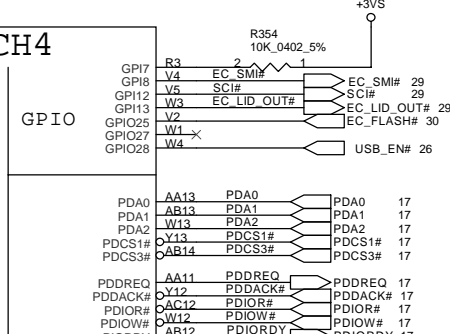 +3VS
R354
10K_0402_5%
CH4
GPIO
GPI7 R3 2 1
GPI8 V4 EC_SMI# EC_SMI# 29
GPI12 V5 SCI# SCI# 29
GPI13 W3 EC_LID_OUT# EC_LID_OUT# 29
GPIO25 V2 EC_FLASH# 30
GPIO27 W1
GPIO28 W4 USB_EN# 26
PDA0 AA13 PDA0 PDA0 17
PDA1 AB13 PDA1 PDA1 17
PDA2 W13 PDA2 PDA2 17
PDCS1# Y13 PDCS1# PDCS1# 17
PDCS3# AB14 PDCS3# PDCS3# 17
PDDREQ AA11 PDDREQ PDDREQ 17
PDDACK# Y12 PDDACK# PDDACK# 17
PDIOR# AC12 PDIOR# PDIOR# 17
PDIOW# W12 PDIOW# PDIOW# 17
PIORDY AB12 PDIORDY PDIORDY 17